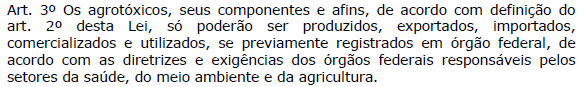 Art. 3º Os agrotóxicos, seus componentes e afins, de acordo com definição do
art. 2º desta Lei, só poderão ser produzidos, exportados, importados,
comercializados e utilizados, se previamente registrados em órgão federal, de
acordo com as diretrizes e exigências dos órgãos federais responsáveis pelos
setores da saúde, do meio ambiente e da agricultura.